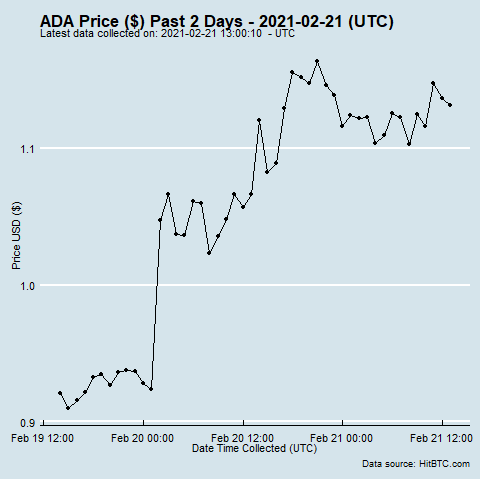 ADA Price ($) Past 2 Days - 2021-02-21 (UTC)
Latest data collected on: 2021-02-21 13:00:10  - UTC
1.1
Price USD ($)
1.0
0.9
Feb 19 12:00 Feb 20 00:00 Feb 20 12:00 Feb 21 00:00 Feb 21 12:00
Date Time Collected (UTC)
Data source: HitBTC.com